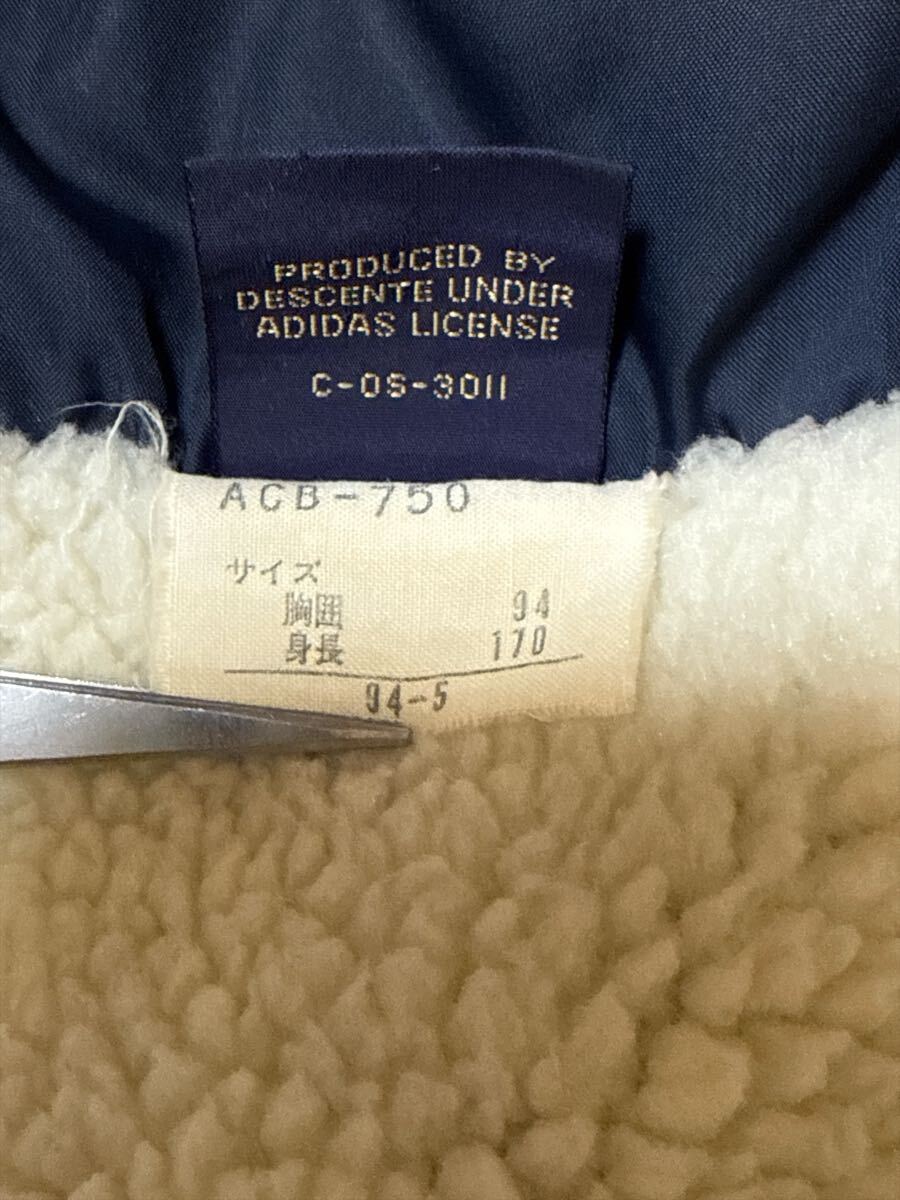 PRODUCED BY
DESCENTE UNDER
ADIDAS LICENSE
C-OS-3011
ACB-750
サイズ
胸囲 94
身長 170
94-5